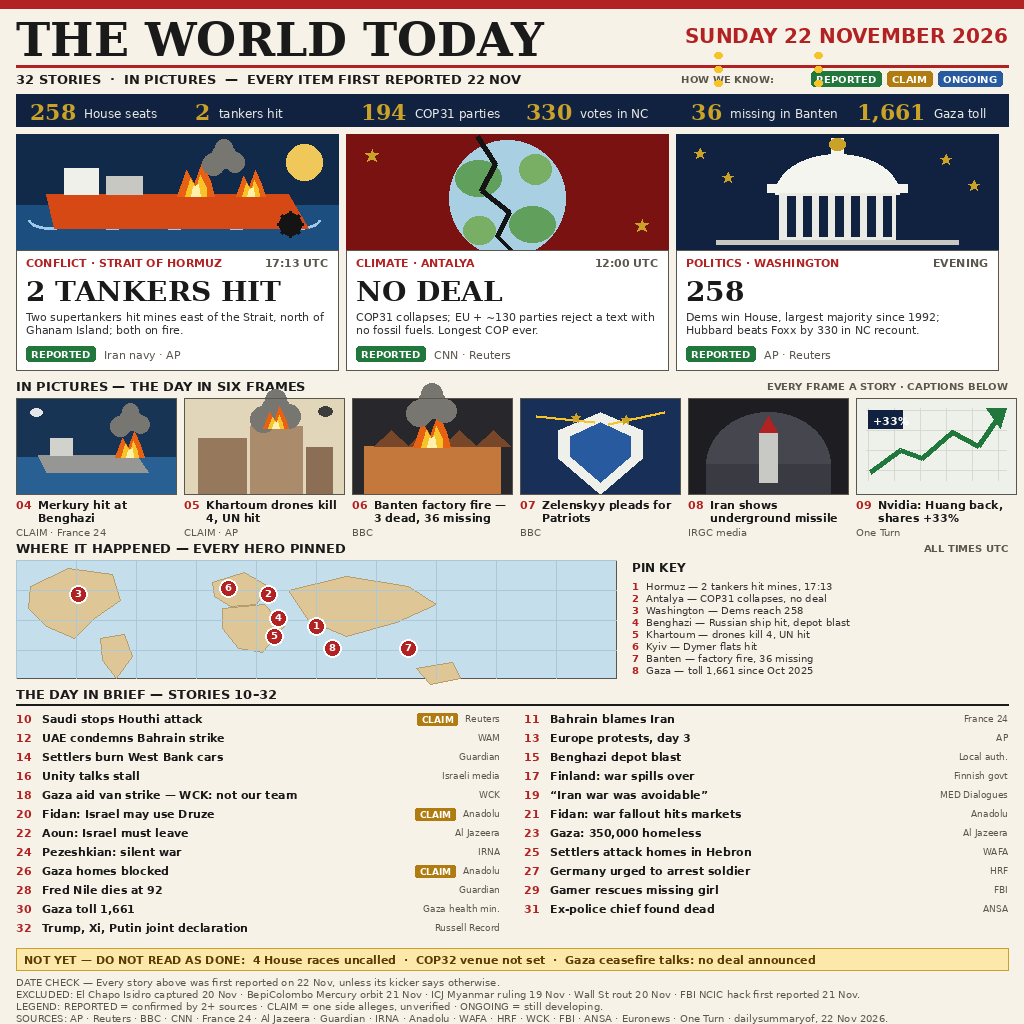 THE WORLD TODAY
SUNDAY 22 NOVEMBER 2026
32 STORIES · IN PICTURES — EVERY ITEM FIRST REPORTED 22 NOV
HOW WE KNOW: REPORTED CLAIM ONGOING
258 House seats 2 tankers hit 194 COP31 parties 330 votes in NC 36 missing in Banten 1,661 Gaza toll
CONFLICT · STRAIT OF HORMUZ 17:13 UTC
2 TANKERS HIT
Two supertankers hit mines east of the Strait, north of
Ghanam Island; both on fire.
REPORTED Iran navy · AP
CLIMATE · ANTALYA 12:00 UTC
NO DEAL
COP31 collapses; EU + ~130 parties reject a text with
no fossil fuels. Longest COP ever.
REPORTED CNN · Reuters
POLITICS · WASHINGTON EVENING
258
Dems win House, largest majority since 1992;
Hubbard beats Foxx by 330 in NC recount.
REPORTED AP · Reuters
IN PICTURES — THE DAY IN SIX FRAMES
EVERY FRAME A STORY · CAPTIONS BELOW
+33%
04 Merkury hit at
Benghazi
CLAIM · France 24
05 Khartoum drones kill
4, UN hit
CLAIM · AP
06 Banten factory fire —
3 dead, 36 missing
BBC
07 Zelenskyy pleads for
Patriots
BBC
08 Iran shows
underground missile
IRGC media
09 Nvidia: Huang back,
shares +33%
One Turn
WHERE IT HAPPENED — EVERY HERO PINNED
ALL TIMES UTC
3
6
2
4
5
1
8
7
PIN KEY
1 Hormuz — 2 tankers hit mines, 17:13
2 Antalya — COP31 collapses, no deal
3 Washington — Dems reach 258
4 Benghazi — Russian ship hit, depot blast
5 Khartoum — drones kill 4, UN hit
6 Kyiv — Dymer flats hit
7 Banten — factory fire, 36 missing
8 Gaza — toll 1,661 since Oct 2025
THE DAY IN BRIEF — STORIES 10–32
10 Saudi stops Houthi attack CLAIM Reuters
11 Bahrain blames Iran France 24
12 UAE condemns Bahrain strike WAM
13 Europe protests, day 3 AP
14 Settlers burn West Bank cars Guardian
15 Benghazi depot blast Local auth.
16 Unity talks stall Israeli media
17 Finland: war spills over Finnish govt
18 Gaza aid van strike — WCK: not our team WCK
19 “Iran war was avoidable” MED Dialogues
20 Fidan: Israel may use Druze CLAIM Anadolu
21 Fidan: war fallout hits markets Anadolu
22 Aoun: Israel must leave Al Jazeera
23 Gaza: 350,000 homeless Al Jazeera
24 Pezeshkian: silent war IRNA
25 Settlers attack homes in Hebron WAFA
26 Gaza homes blocked CLAIM Anadolu
27 Germany urged to arrest soldier HRF
28 Fred Nile dies at 92 Guardian
29 Gamer rescues missing girl FBI
30 Gaza toll 1,661 Gaza health min.
31 Ex-police chief found dead ANSA
32 Trump, Xi, Putin joint declaration Russell Record
NOT YET — DO NOT READ AS DONE: 4 House races uncalled · COP32 venue not set · Gaza ceasefire talks: no deal announced
DATE CHECK — Every story above was first reported on 22 Nov, unless its kicker says otherwise.
EXCLUDED: El Chapo Isidro captured 20 Nov · BepiColombo Mercury orbit 21 Nov · ICJ Myanmar ruling 19 Nov · Wall St rout 20 Nov · FBI NCIC hack first reported 21 Nov.
LEGEND: REPORTED = confirmed by 2+ sources · CLAIM = one side alleges, unverified · ONGOING = still developing.
SOURCES: AP · Reuters · BBC · CNN · France 24 · Al Jazeera · Guardian · IRNA · Anadolu · WAFA · HRF · WCK · FBI · ANSA · Euronews · One Turn · dailysummaryof, 22 Nov 2026.